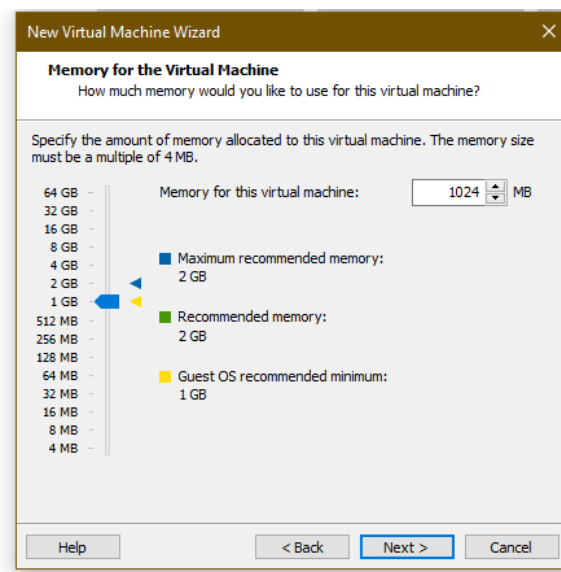 New Virtual Machine Wizard
Memory for the Virtual Machine
How much memory would you like to use for this virtual machine?
Specify the amount of memory allocated to this virtual machine. The memory size
must be a multiple of 4 MB.
Memory for this virtual machine: 1024 MB
64 GB
32 GB
16 GB
8 GB
4 GB
2 GB
1 GB
512 MB
256 MB
128 MB
64 MB
32 MB
16 MB
8 MB
4 MB
Maximum recommended memory:
2 GB
Recommended memory:
2 GB
Guest OS recommended minimum:
1 GB
Help
< Back
Next >
Cancel